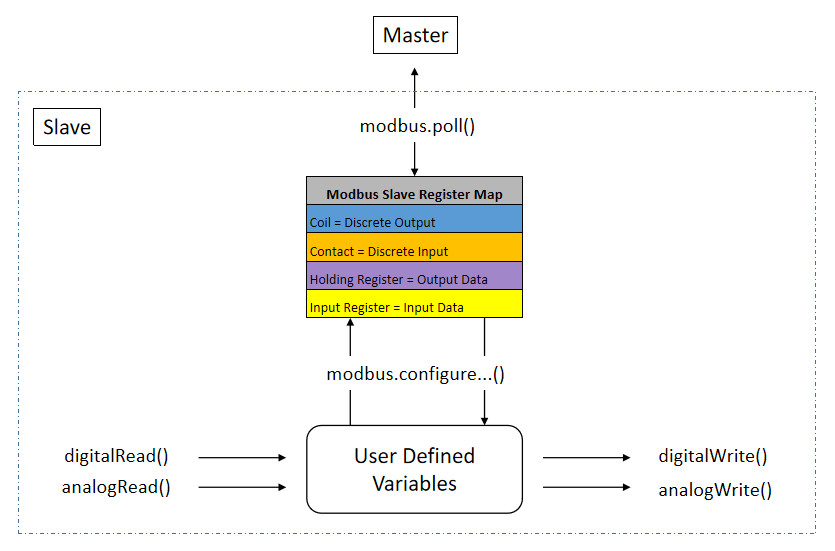 Master
Slave
modbus.poll()
Modbus Slave Register Map
Coil = Discrete Output
Contact = Discrete Input
Holding Register = Output Data
Input Register = Input Data
modbus.configure...()
digitalRead()
analogRead()
User Defined
Variables
digitalWrite()
analogWrite()